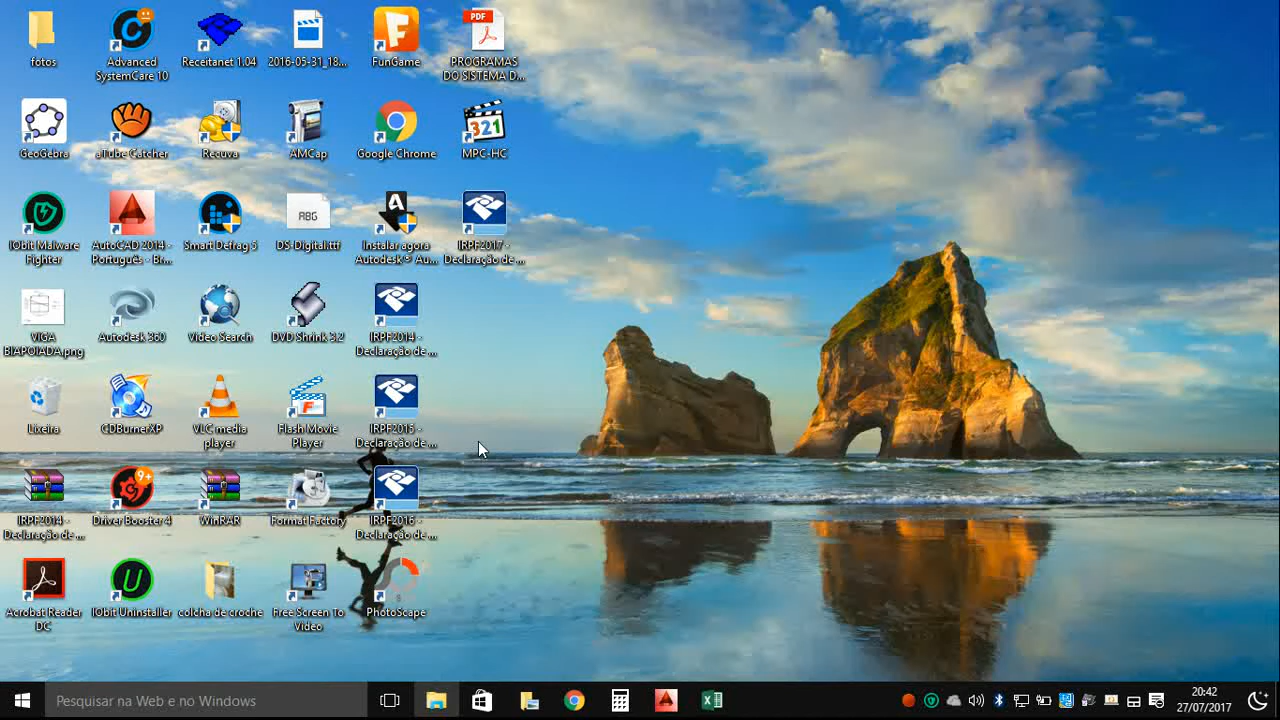 fotos
Advanced
SystemCare 10
Receitanet 1.04
2016-05-31_18...
FunGame
PDF
PROGRAMAS
DO SISTEMA D...
GeoGebra
aTube Catcher
Recuva
AMCap
Google Chrome
321
MPC-HC
IObit Malware
Fighter
AutoCAD 2014 -
Português - Br...
Smart Defrag 5
ABG
DS-Digital.ttf
Instalar agora
Autodesk® Au...
IRPF2017 -
Declaração de ...
VIGA
BIAPOIADA.png
Autodesk 360
Video Search
DVD Shrink 3.2
IRPF2014 -
Declaração de ...
Lixeira
CDBurnerXP
VLC media
player
Flash Movie
Player
IRPF2015 -
Declaração de ...
IRPF2014 -
Declaração de ...
9+
Driver Booster 4
WinRAR
Format Factory
IRPF2016 -
Declaração de ...
Acrobat Reader
DC
IObit Uninstaller
colcha de croche
Free Screen To
Video
PhotoScape
Pesquisar na Web e no Windows
20:42
27/07/2017